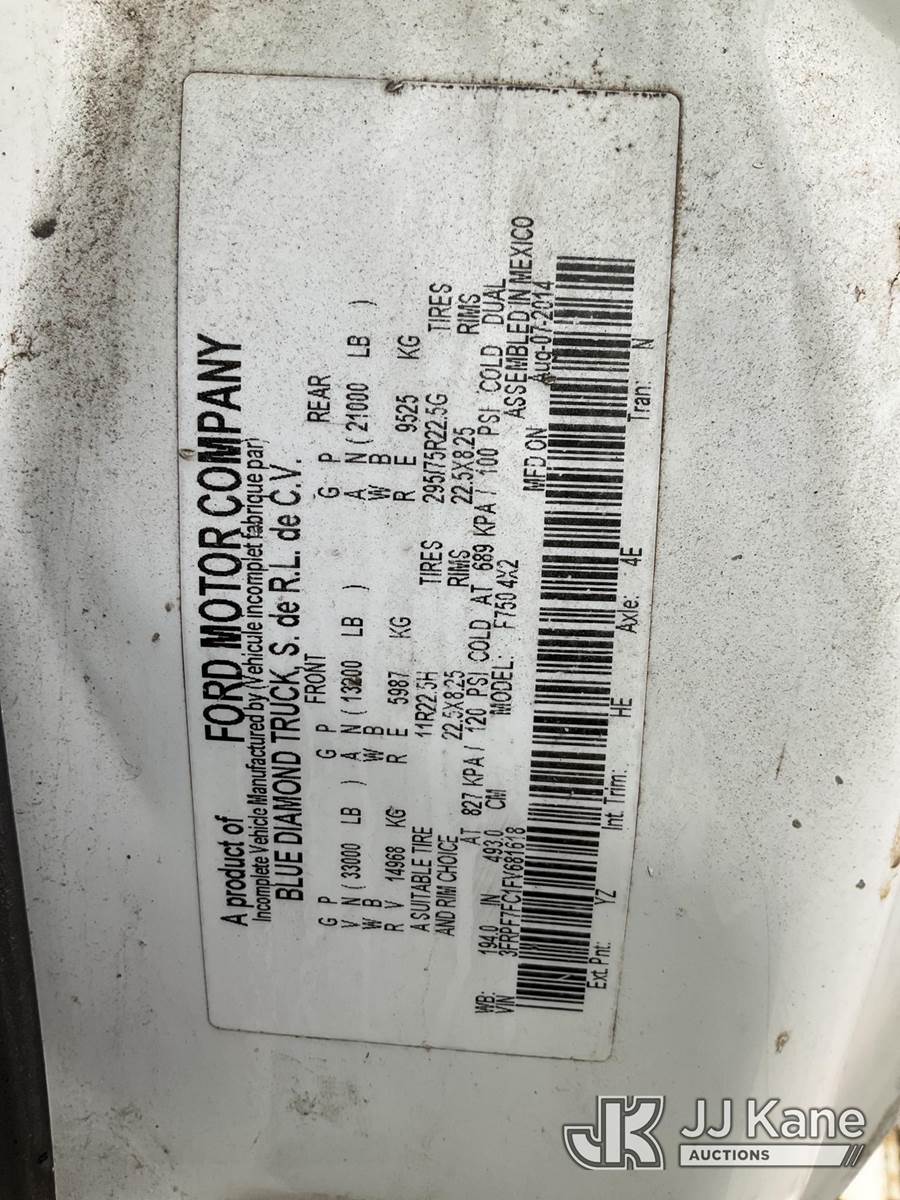 A product of FORD MOTOR COMPANY
Incomplete Vehicle Manufactured by (Vehicule incomplet fabrique par)
BLUE DIAMOND TRUCK, S. de R.L. de C.V.
FRONT REAR
G P G P G P
V N ( 33000 LB ) A N ( 13200 LB ) A N ( 21000 LB )
W B W B W B
R V 14968 KG R E 5987 KG R E 9525 KG
A SUITABLE TIRE 11R22.5H TIRES 295/75R22.5G TIRES
AND RIM CHOICE 22.5X8.25 RIMS 22.5X8.25 RIMS
AT 827 KPA / 120 PSI COLD AT 689 KPA / 100 PSI COLD DUAL
WB: 194.0 IN 493.0 CM MODEL: F750 4X2 ASSEMBLED IN MEXICO
VIN 3FRPF7FC1FV681618 MFD ON Aug-07-2014
Ext. Pnt: YZ Int. Trim: HE Axle: 4E Tran: N
JK JJ Kane
AUCTIONS